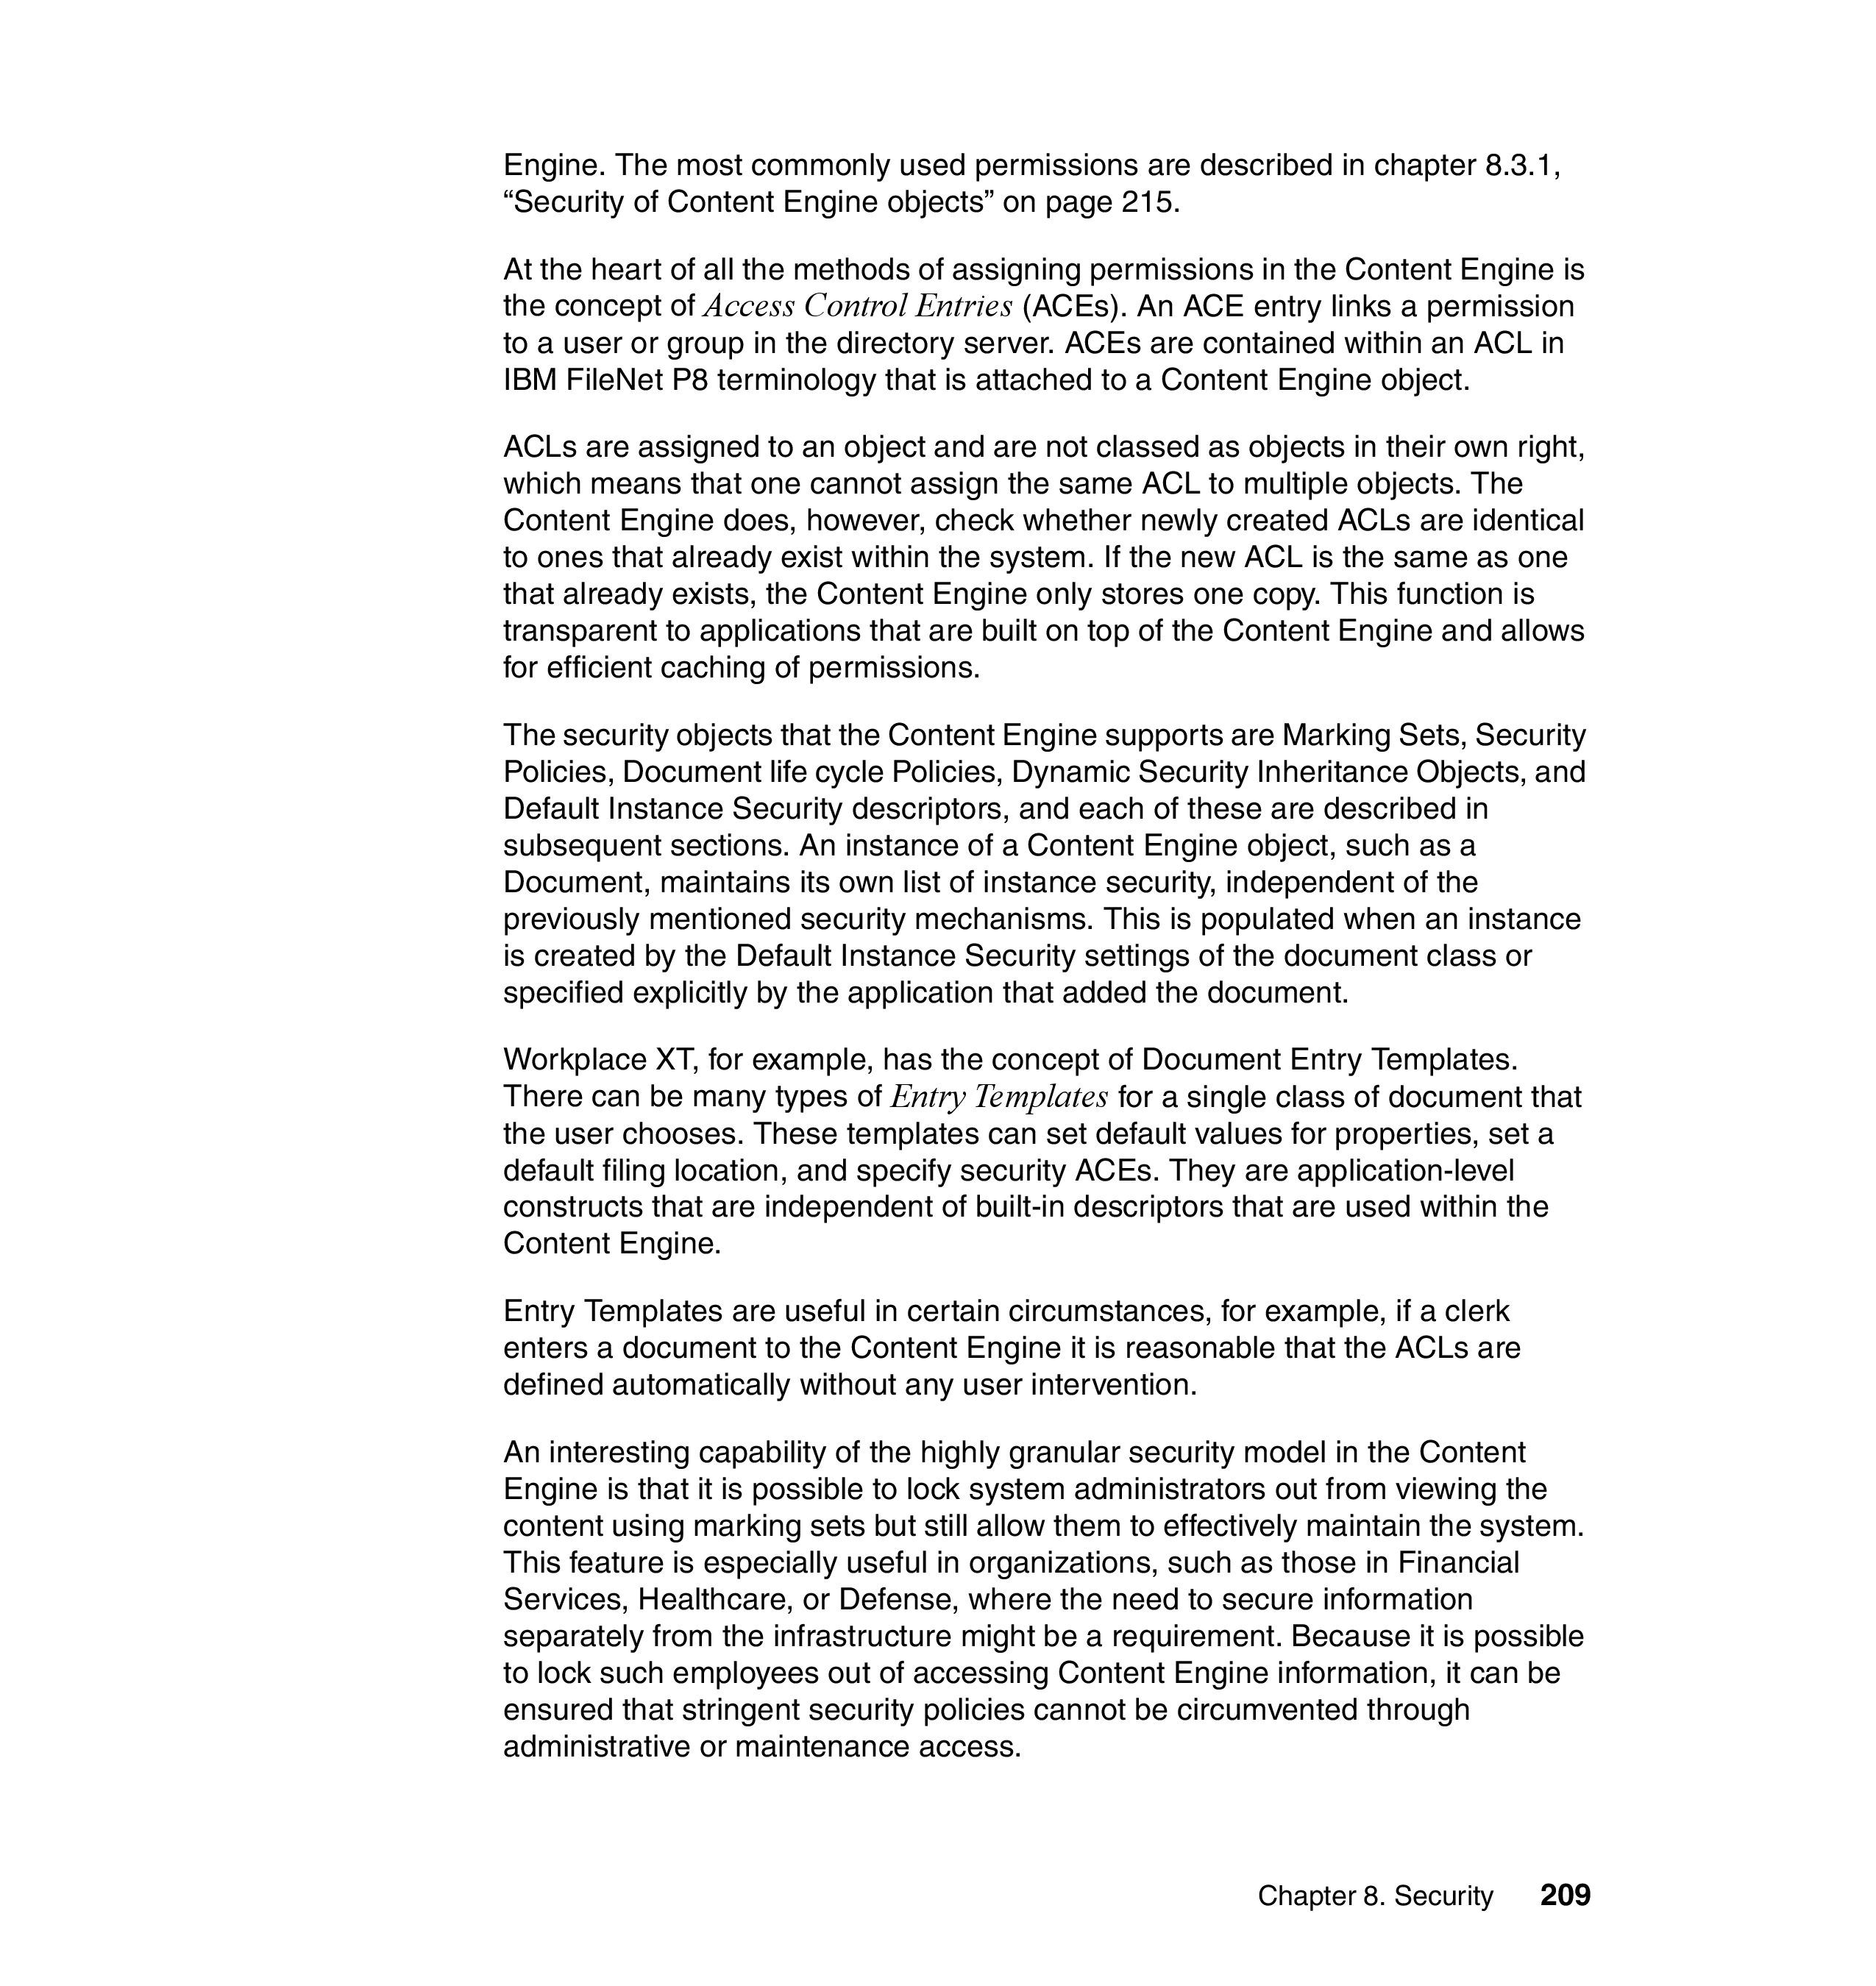 Engine. The most commonly used permissions are described in chapter 8.3.1,
“Security of Content Engine objects” on page 215.
At the heart of all the methods of assigning permissions in the Content Engine is
the concept of Access Control Entries (ACEs). An ACE entry links a permission
to a user or group in the directory server. ACEs are contained within an ACL in
IBM FileNet P8 terminology that is attached to a Content Engine object.
ACLs are assigned to an object and are not classed as objects in their own right,
which means that one cannot assign the same ACL to multiple objects. The
Content Engine does, however, check whether newly created ACLs are identical
to ones that already exist within the system. If the new ACL is the same as one
that already exists, the Content Engine only stores one copy. This function is
transparent to applications that are built on top of the Content Engine and allows
for efficient caching of permissions.
The security objects that the Content Engine supports are Marking Sets, Security
Policies, Document life cycle Policies, Dynamic Security Inheritance Objects, and
Default Instance Security descriptors, and each of these are described in
subsequent sections. An instance of a Content Engine object, such as a
Document, maintains its own list of instance security, independent of the
previously mentioned security mechanisms. This is populated when an instance
is created by the Default Instance Security settings of the document class or
specified explicitly by the application that added the document.
Workplace XT, for example, has the concept of Document Entry Templates.
There can be many types of Entry Templates for a single class of document that
the user chooses. These templates can set default values for properties, set a
default filing location, and specify security ACEs. They are application-level
constructs that are independent of built-in descriptors that are used within the
Content Engine.
Entry Templates are useful in certain circumstances, for example, if a clerk
enters a document to the Content Engine it is reasonable that the ACLs are
defined automatically without any user intervention.
An interesting capability of the highly granular security model in the Content
Engine is that it is possible to lock system administrators out from viewing the
content using marking sets but still allow them to effectively maintain the system.
This feature is especially useful in organizations, such as those in Financial
Services, Healthcare, or Defense, where the need to secure information
separately from the infrastructure might be a requirement. Because it is possible
to lock such employees out of accessing Content Engine information, it can be
ensured that stringent security policies cannot be circumvented through
administrative or maintenance access.
Chapter 8. Security 209